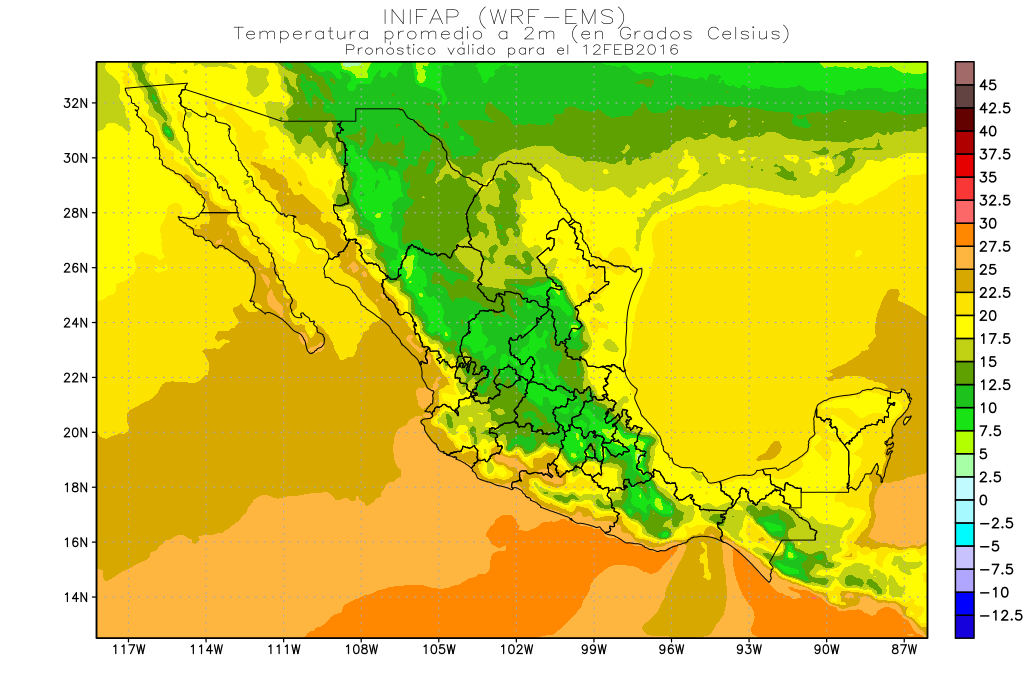 INIFAP (WRF-EMS)
Temperatura promedio a 2m (en Grados Celsius)
Pronóstico válido para el 12FEB2016
32N
30N
28N
26N
24N
22N
20N
18N
16N
14N
117W 114W 111W 108W 105W 102W 99W 96W 93W 90W 87W
45
42.5
40
37.5
35
32.5
30
27.5
25
22.5
20
17.5
15
12.5
10
7.5
5
2.5
0
-2.5
-5
-7.5
-10
-12.5